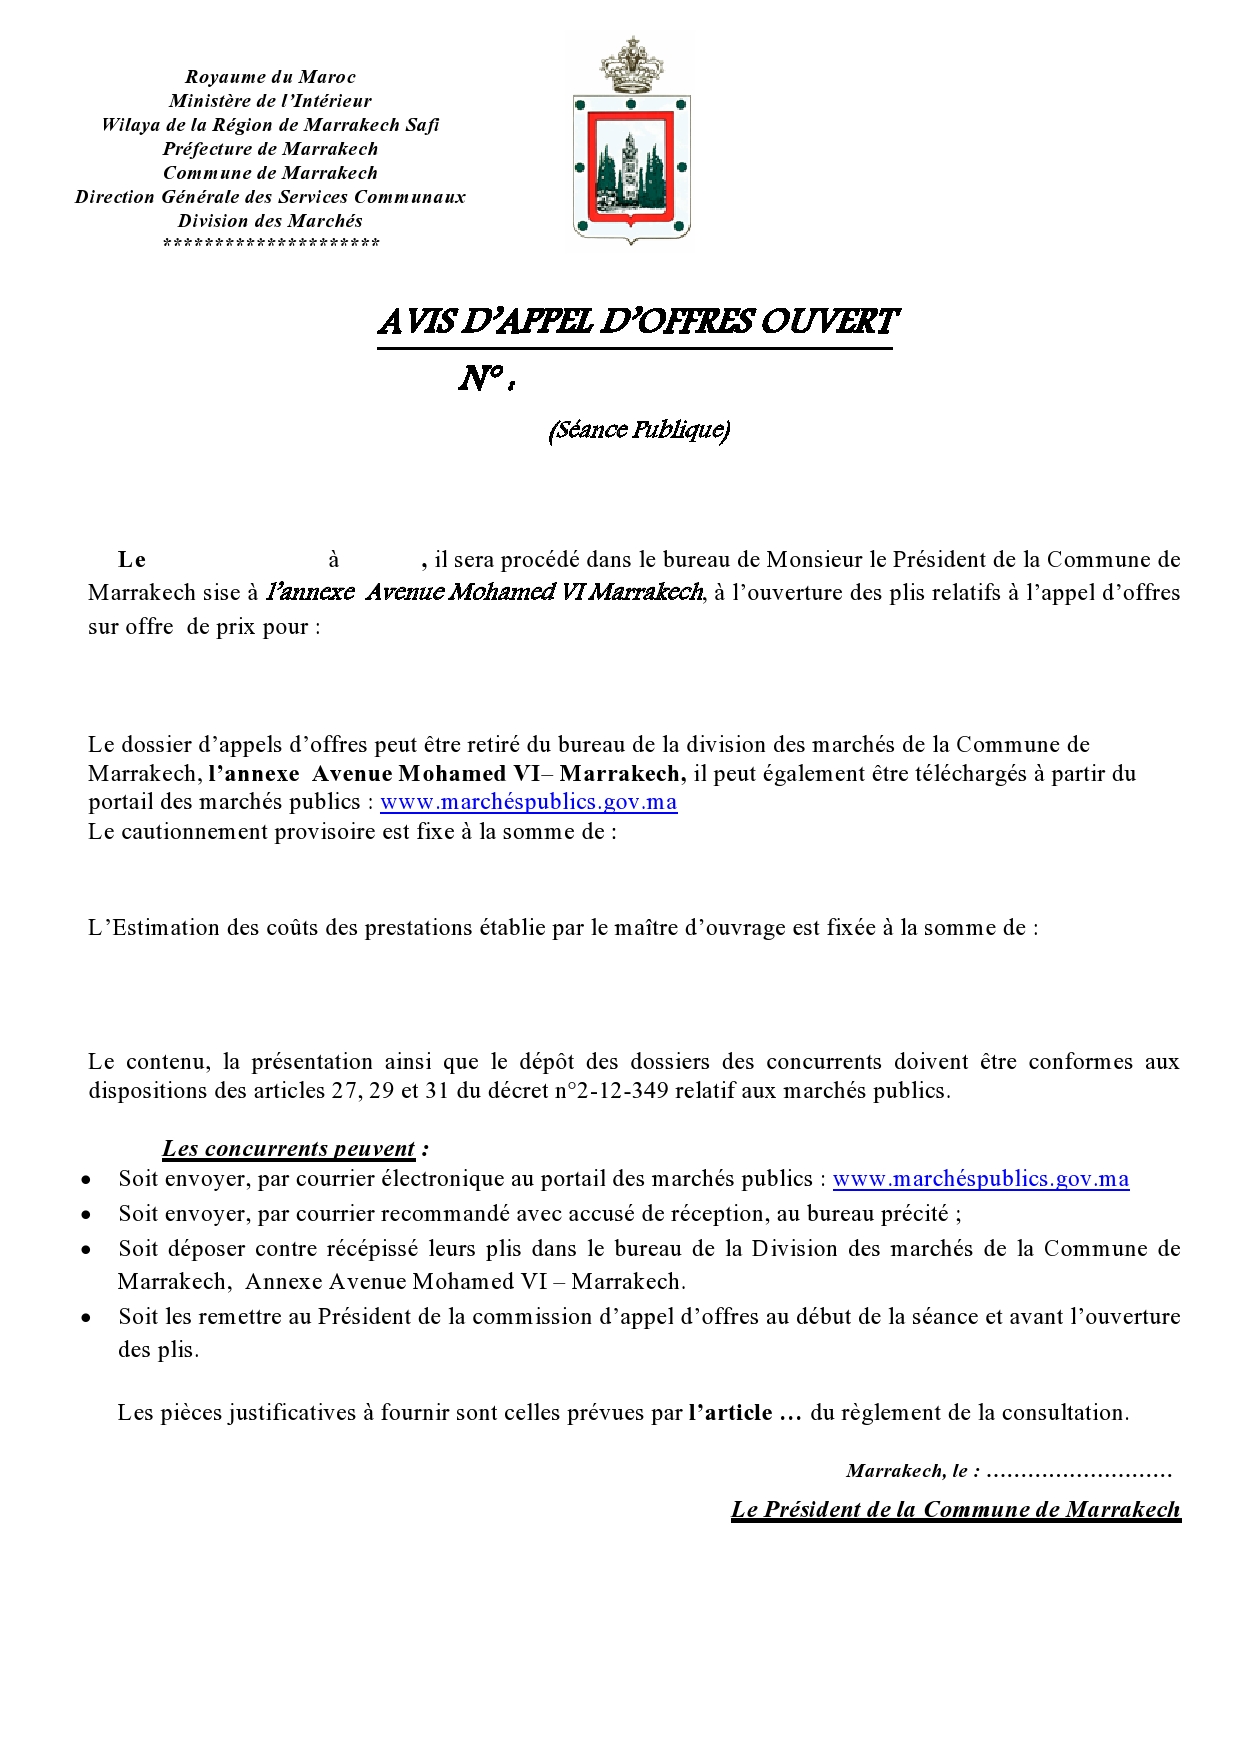 Royaume du Maroc
Ministère de l’Intérieur
Wilaya de la Région de Marrakech Safi
Préfecture de Marrakech
Commune de Marrakech
Direction Générale des Services Communaux
Division des Marchés
*********************
AVIS D’APPEL D’OFFRES OUVERT
N° :
(Séance Publique)
Le à , il sera procédé dans le bureau de Monsieur le Président de la Commune de
Marrakech sise à l’annexe Avenue Mohamed VI Marrakech, à l’ouverture des plis relatifs à l’appel d’offres
sur offre de prix pour :
Le dossier d’appels d’offres peut être retiré du bureau de la division des marchés de la Commune de
Marrakech, l’annexe Avenue Mohamed VI– Marrakech, il peut également être téléchargés à partir du
portail des marchés publics : www.marchéspublics.gov.ma
Le cautionnement provisoire est fixe à la somme de :
L’Estimation des coûts des prestations établie par le maître d’ouvrage est fixée à la somme de :
Le contenu, la présentation ainsi que le dépôt des dossiers des concurrents doivent être conformes aux
dispositions des articles 27, 29 et 31 du décret n°2-12-349 relatif aux marchés publics.
Les concurrents peuvent :
• Soit envoyer, par courrier électronique au portail des marchés publics : www.marchéspublics.gov.ma
• Soit envoyer, par courrier recommandé avec accusé de réception, au bureau précité ;
• Soit déposer contre récépissé leurs plis dans le bureau de la Division des marchés de la Commune de
Marrakech, Annexe Avenue Mohamed VI – Marrakech.
• Soit les remettre au Président de la commission d’appel d’offres au début de la séance et avant l’ouverture
des plis.
Les pièces justificatives à fournir sont celles prévues par l’article … du règlement de la consultation.
Marrakech, le : ………………………
Le Président de la Commune de Marrakech